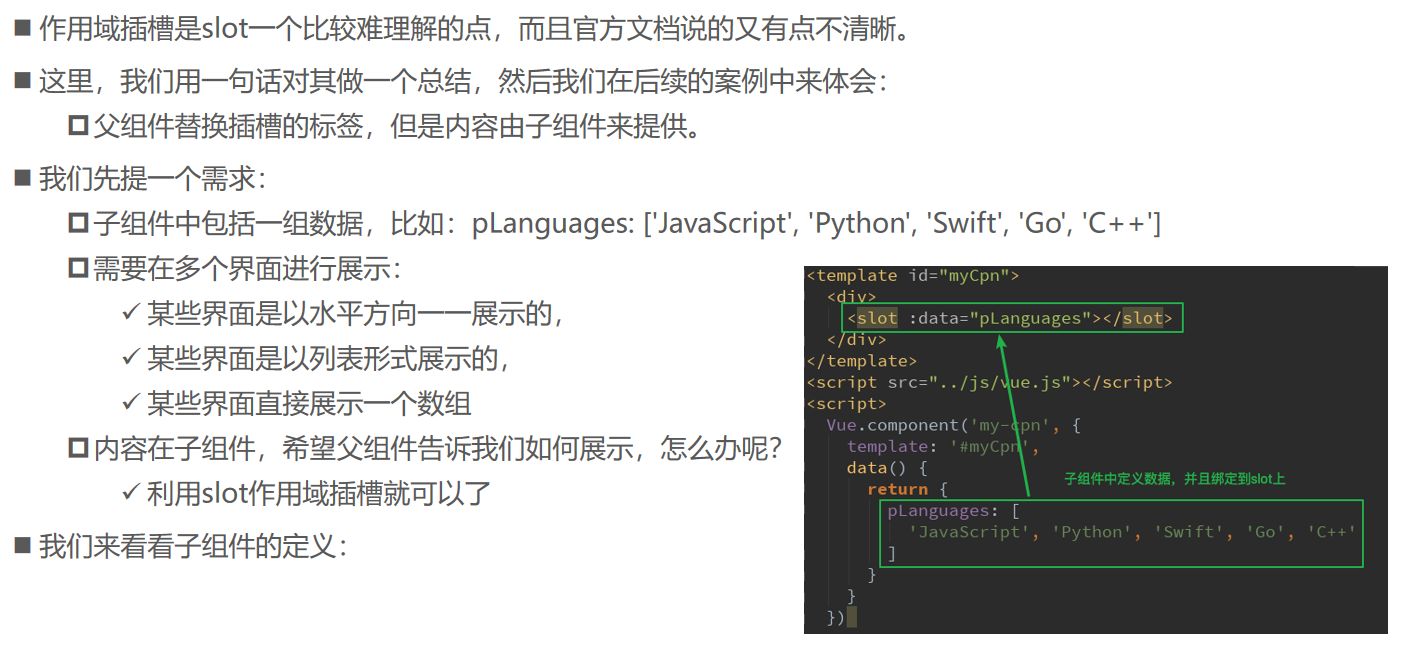 作用域插槽是slot一个比较难理解的点，而且官方文档说的又有点不清晰。
这里，我们用一句话对其做一个总结，然后我们在后续的案例中来体会：
父组件替换插槽的标签，但是内容由子组件来提供。
我们先提一个需求：
子组件中包括一组数据，比如：pLanguages: ['JavaScript', 'Python', 'Swift', 'Go', 'C++']
需要在多个界面进行展示：
某些界面是以水平方向一一展示的，
某些界面是以列表形式展示的，
某些界面直接展示一个数组
内容在子组件，希望父组件告诉我们如何展示，怎么办呢？
利用slot作用域插槽就可以了
我们来看看子组件的定义：
<template id="myCpn">
<div>
<slot :data="pLanguages"></slot>
</div>
</template>
<script src="../js/vue.js"></script>
<script>
Vue.component('my-cpn', {
template: '#myCpn',
data() {
return {
子组件中定义数据，并且绑定到slot上
pLanguages: [
'JavaScript', 'Python', 'Swift', 'Go', 'C++'
]
}
}
})